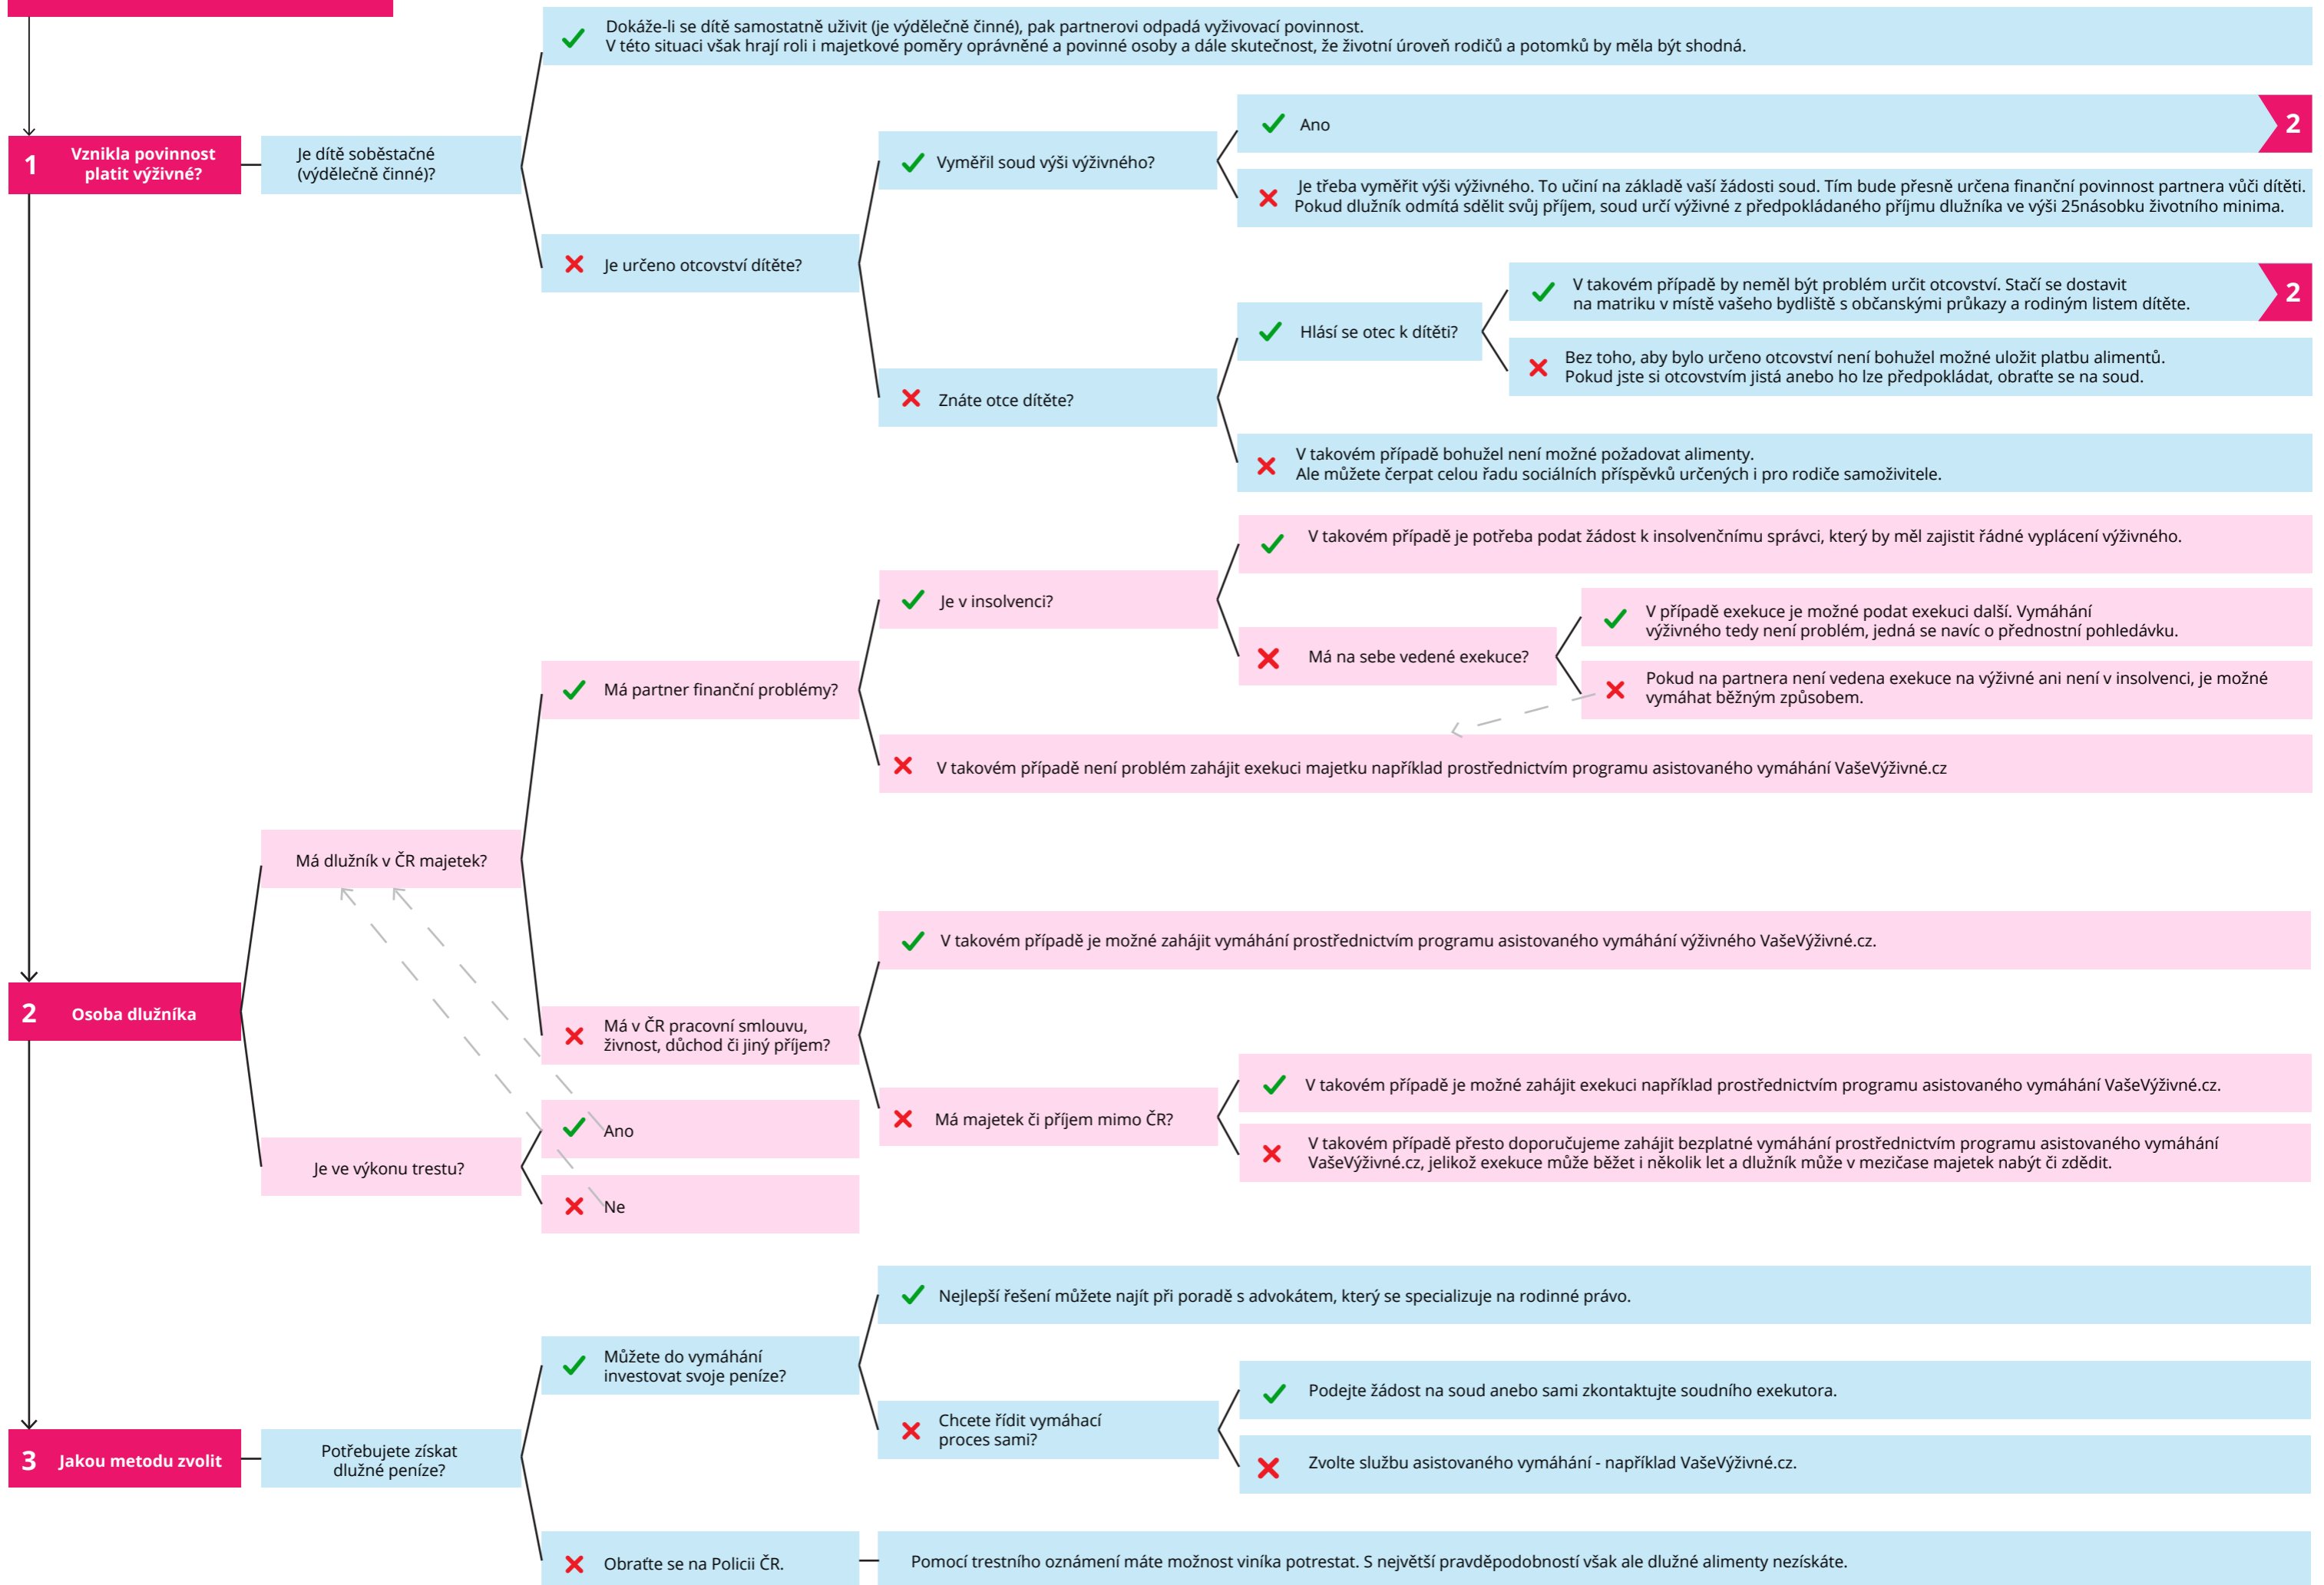 Dokáže-li se dítě samostatně uživit (je výdělečně činné), pak partnerovi odpadá vyživovací povinnost.
V této situaci však hrají roli i majetkové poměry oprávněné a povinné osoby a dále skutečnost, že životní úroveň rodičů a potomků by měla být shodná.
1
Vznikla povinnost
platit výživné?
Je dítě soběstačné
(výdělečně činné)?
Vyměřil soud výši výživného?
Ano
2
Je třeba vyměřit výši výživného. To učiní na základě vaší žádosti soud. Tím bude přesně určena finanční povinnost partnera vůči dítěti.
Pokud dlužník odmítá sdělit svůj příjem, soud určí výživné z předpokládaného příjmu dlužníka ve výši 25násobku životního minima.
Je určeno otcovství dítěte?
Znáte otce dítěte?
Hlásí se otec k dítěti?
V takovém případě by neměl být problém určit otcovství. Stačí se dostavit
na matriku v místě vašeho bydliště s občanskými průkazy a rodiným listem dítěte.
2
Bez toho, aby bylo určeno otcovství není bohužel možné uložit platbu alimentů.
Pokud jste si otcovstvím jistá anebo ho lze předpokládat, obraťte se na soud.
V takovém případě bohužel není možné požadovat alimenty.
Ale můžete čerpat celou řadu sociálních příspěvků určených i pro rodiče samoživitele.
V takovém případě je potřeba podat žádost k insolvenčnímu správci, který by měl zajistit řádné vyplácení výživného.
Je v insolvenci?
Má na sebe vedené exekuce?
V případě exekuce je možné podat exekuci další. Vymáhání
výživného tedy není problém, jedná se navíc o přednostní pohledávku.
Pokud na partnera není vedena exekuce na výživné ani není v insolvenci, je možné
vymáhat běžným způsobem.
Má partner finanční problémy?
V takovém případě není problém zahájit exekuci majetku například prostřednictvím programu asistovaného vymáhání VašeVýživné.cz
Má dlužník v ČR majetek?
V takovém případě je možné zahájit vymáhání prostřednictvím programu asistovaného vymáhání výživného VašeVýživné.cz.
2
Osoba dlužníka
Má v ČR pracovní smlouvu,
živnost, důchod či jiný příjem?
Má majetek či příjem mimo ČR?
V takovém případě je možné zahájit exekuci například prostřednictvím programu asistovaného vymáhání VašeVýživné.cz.
V takovém případě přesto doporučujeme zahájit bezplatné vymáhání prostřednictvím programu asistovaného vymáhání
VašeVýživné.cz, jelikož exekuce může běžet i několik let a dlužník může v mezičase majetek nabýt či zdědit.
Je ve výkonu trestu?
Ano
Ne
Nejlepší řešení můžete najít při poradě s advokátem, který se specializuje na rodinné právo.
Můžete do vymáhání
investovat svoje peníze?
Chcete řídit vymáhací
proces sami?
Podejte žádost na soud anebo sami zkontaktujte soudního exekutora.
Zvolte službu asistovaného vymáhání - například VašeVýživné.cz.
3
Jakou metodu zvolit
Potřebujete získat
dlužné peníze?
Obraťte se na Policii ČR.
Pomocí trestního oznámení máte možnost viníka potrestat. S největší pravděpodobností však ale dlužné alimenty nezískáte.